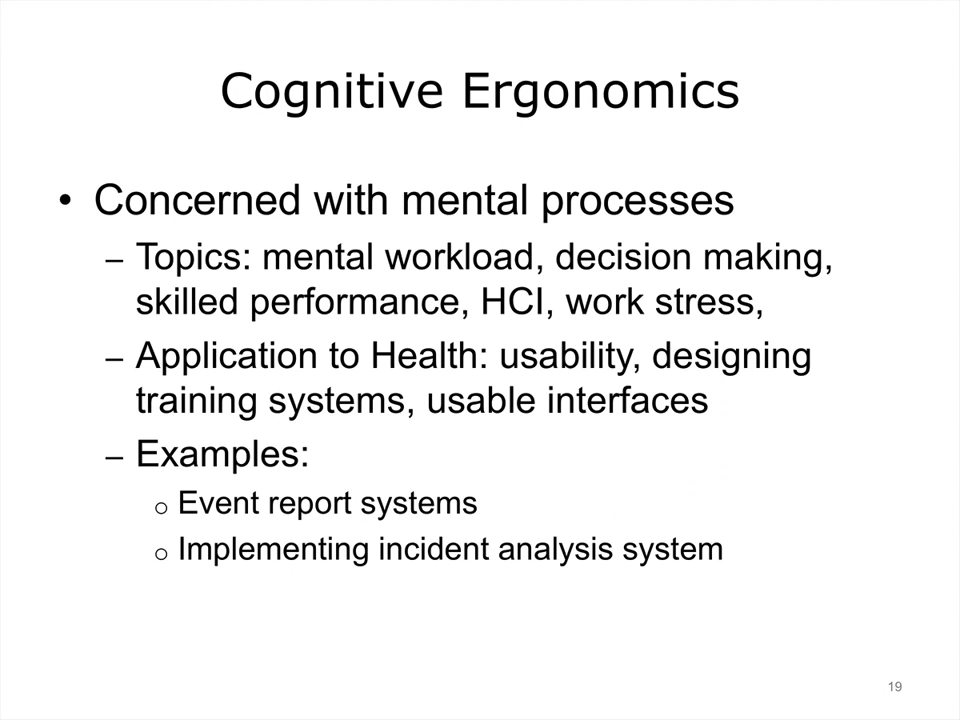 Cognitive Ergonomics
• Concerned with mental processes
– Topics: mental workload, decision making,
skilled performance, HCI, work stress,
– Application to Health: usability, designing
training systems, usable interfaces
– Examples:
o Event report systems
o Implementing incident analysis system
19